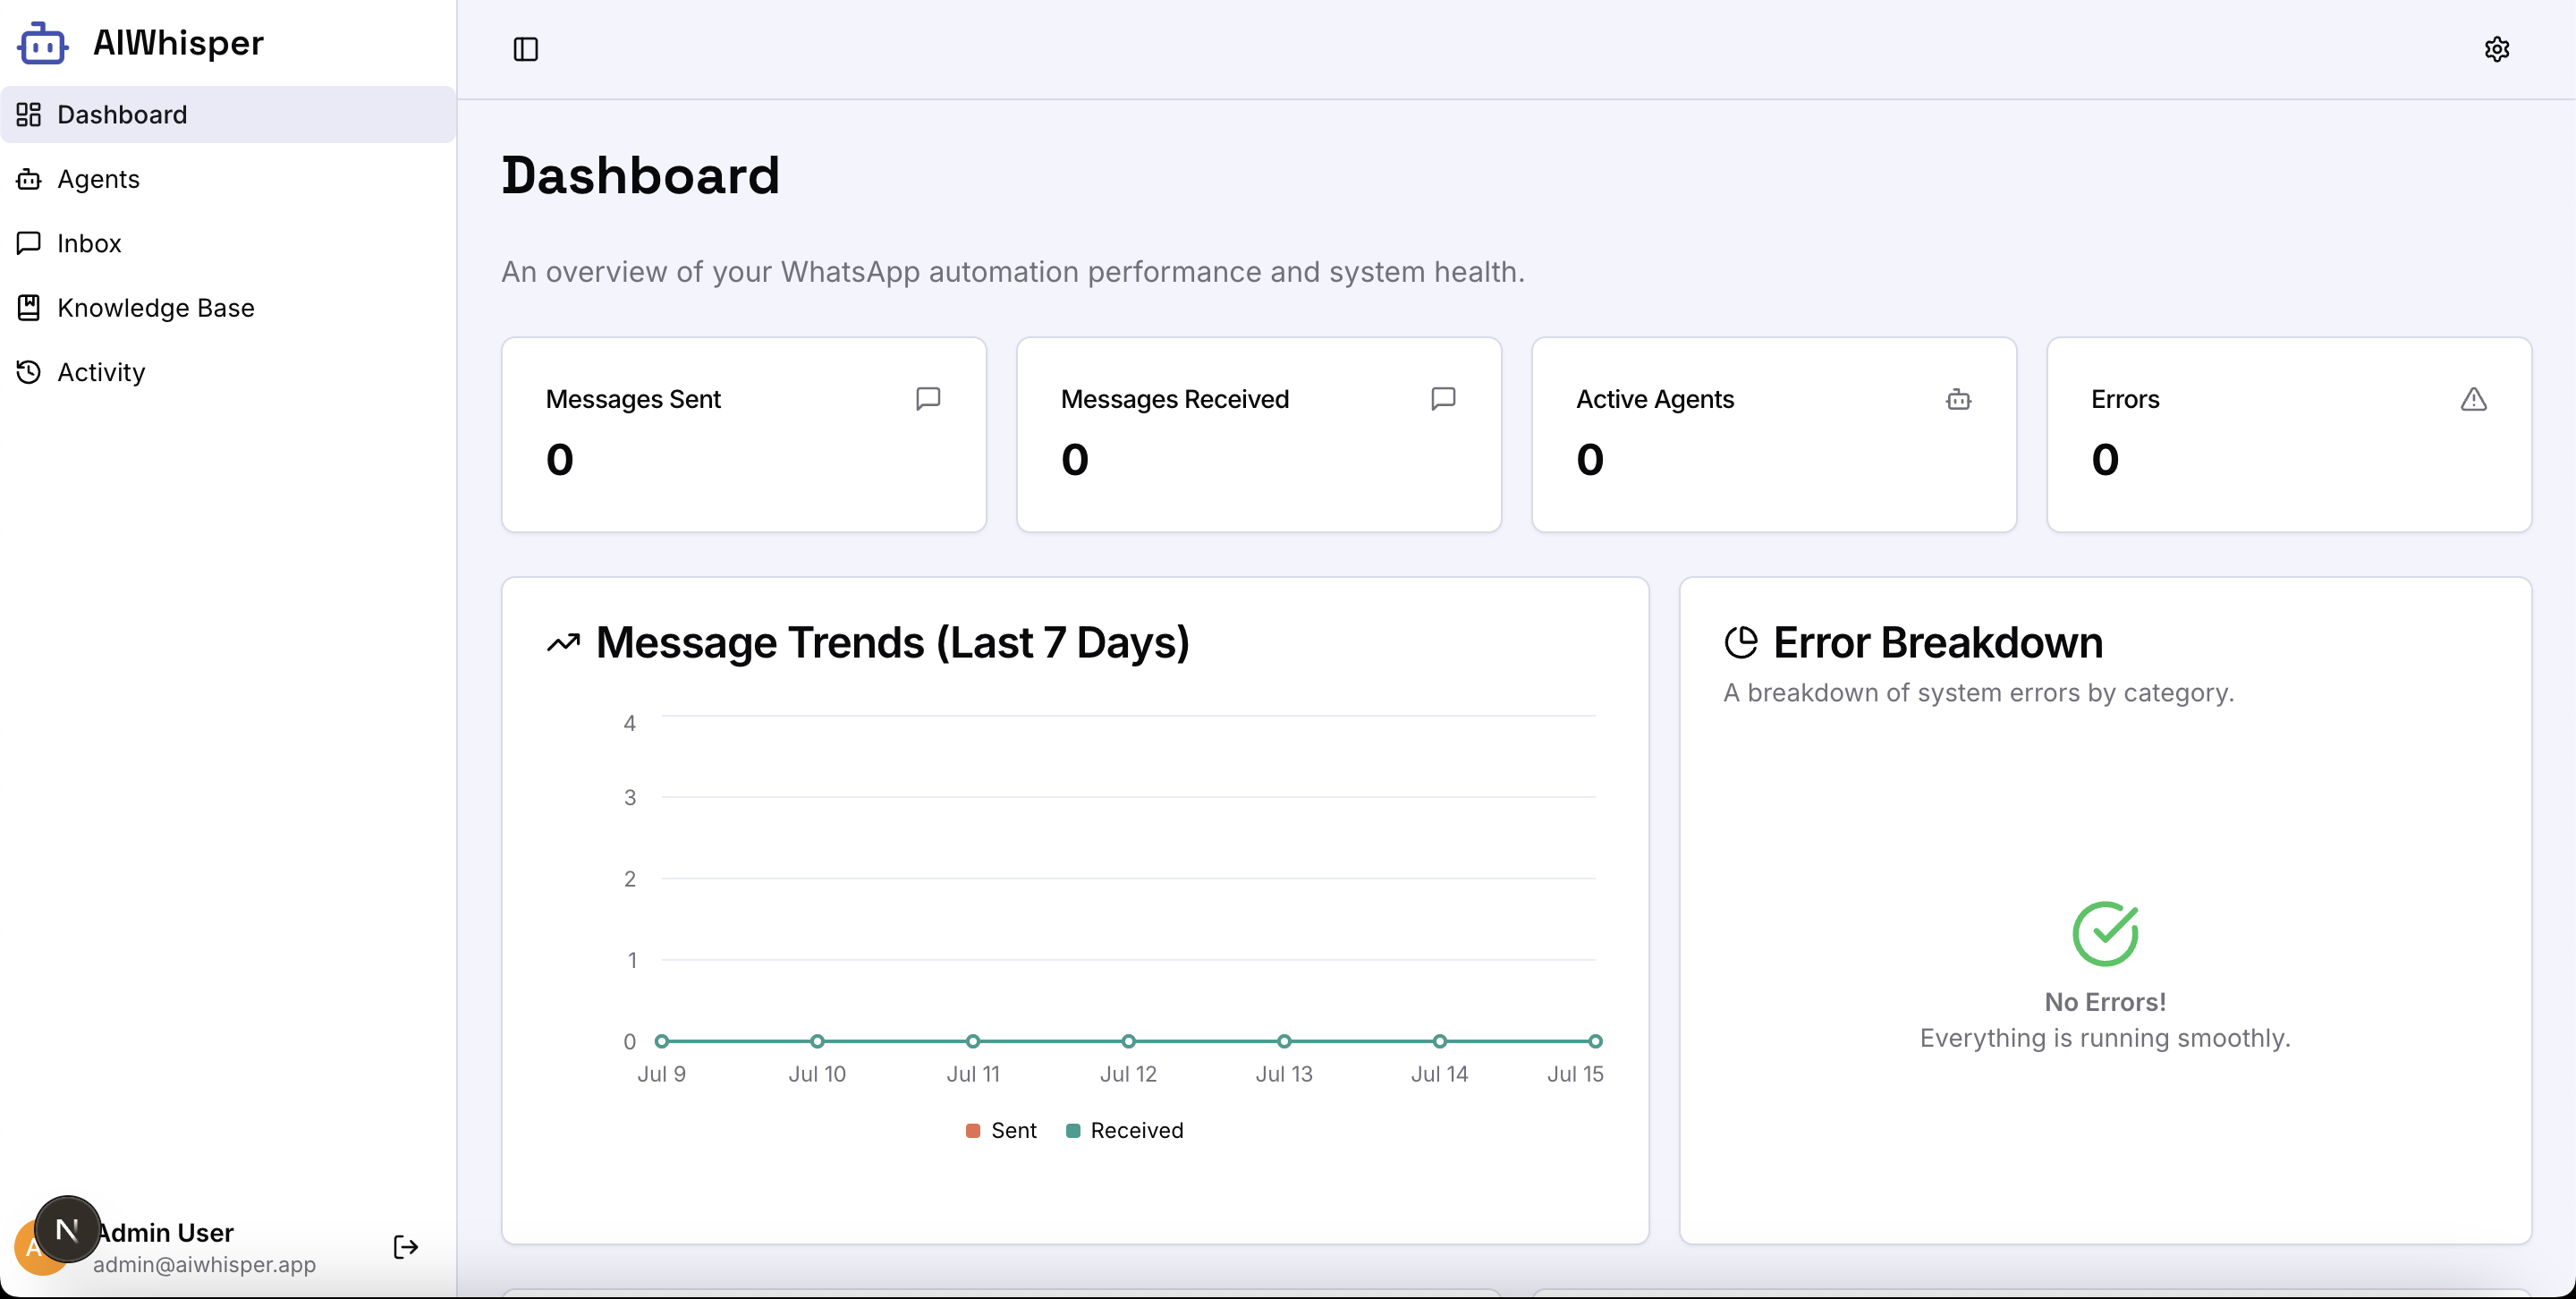 AIWhisper
Dashboard
Agents
Inbox
Knowledge Base
Activity
N
A
Admin User
admin@aiwhisper.app
Dashboard
An overview of your WhatsApp automation performance and system health.
Messages Sent
0
Messages Received
0
Active Agents
0
Errors
0
Message Trends (Last 7 Days)
4
3
2
1
0
Jul 9 Jul 10 Jul 11 Jul 12 Jul 13 Jul 14 Jul 15
Sent Received
Error Breakdown
A breakdown of system errors by category.
No Errors!
Everything is running smoothly.